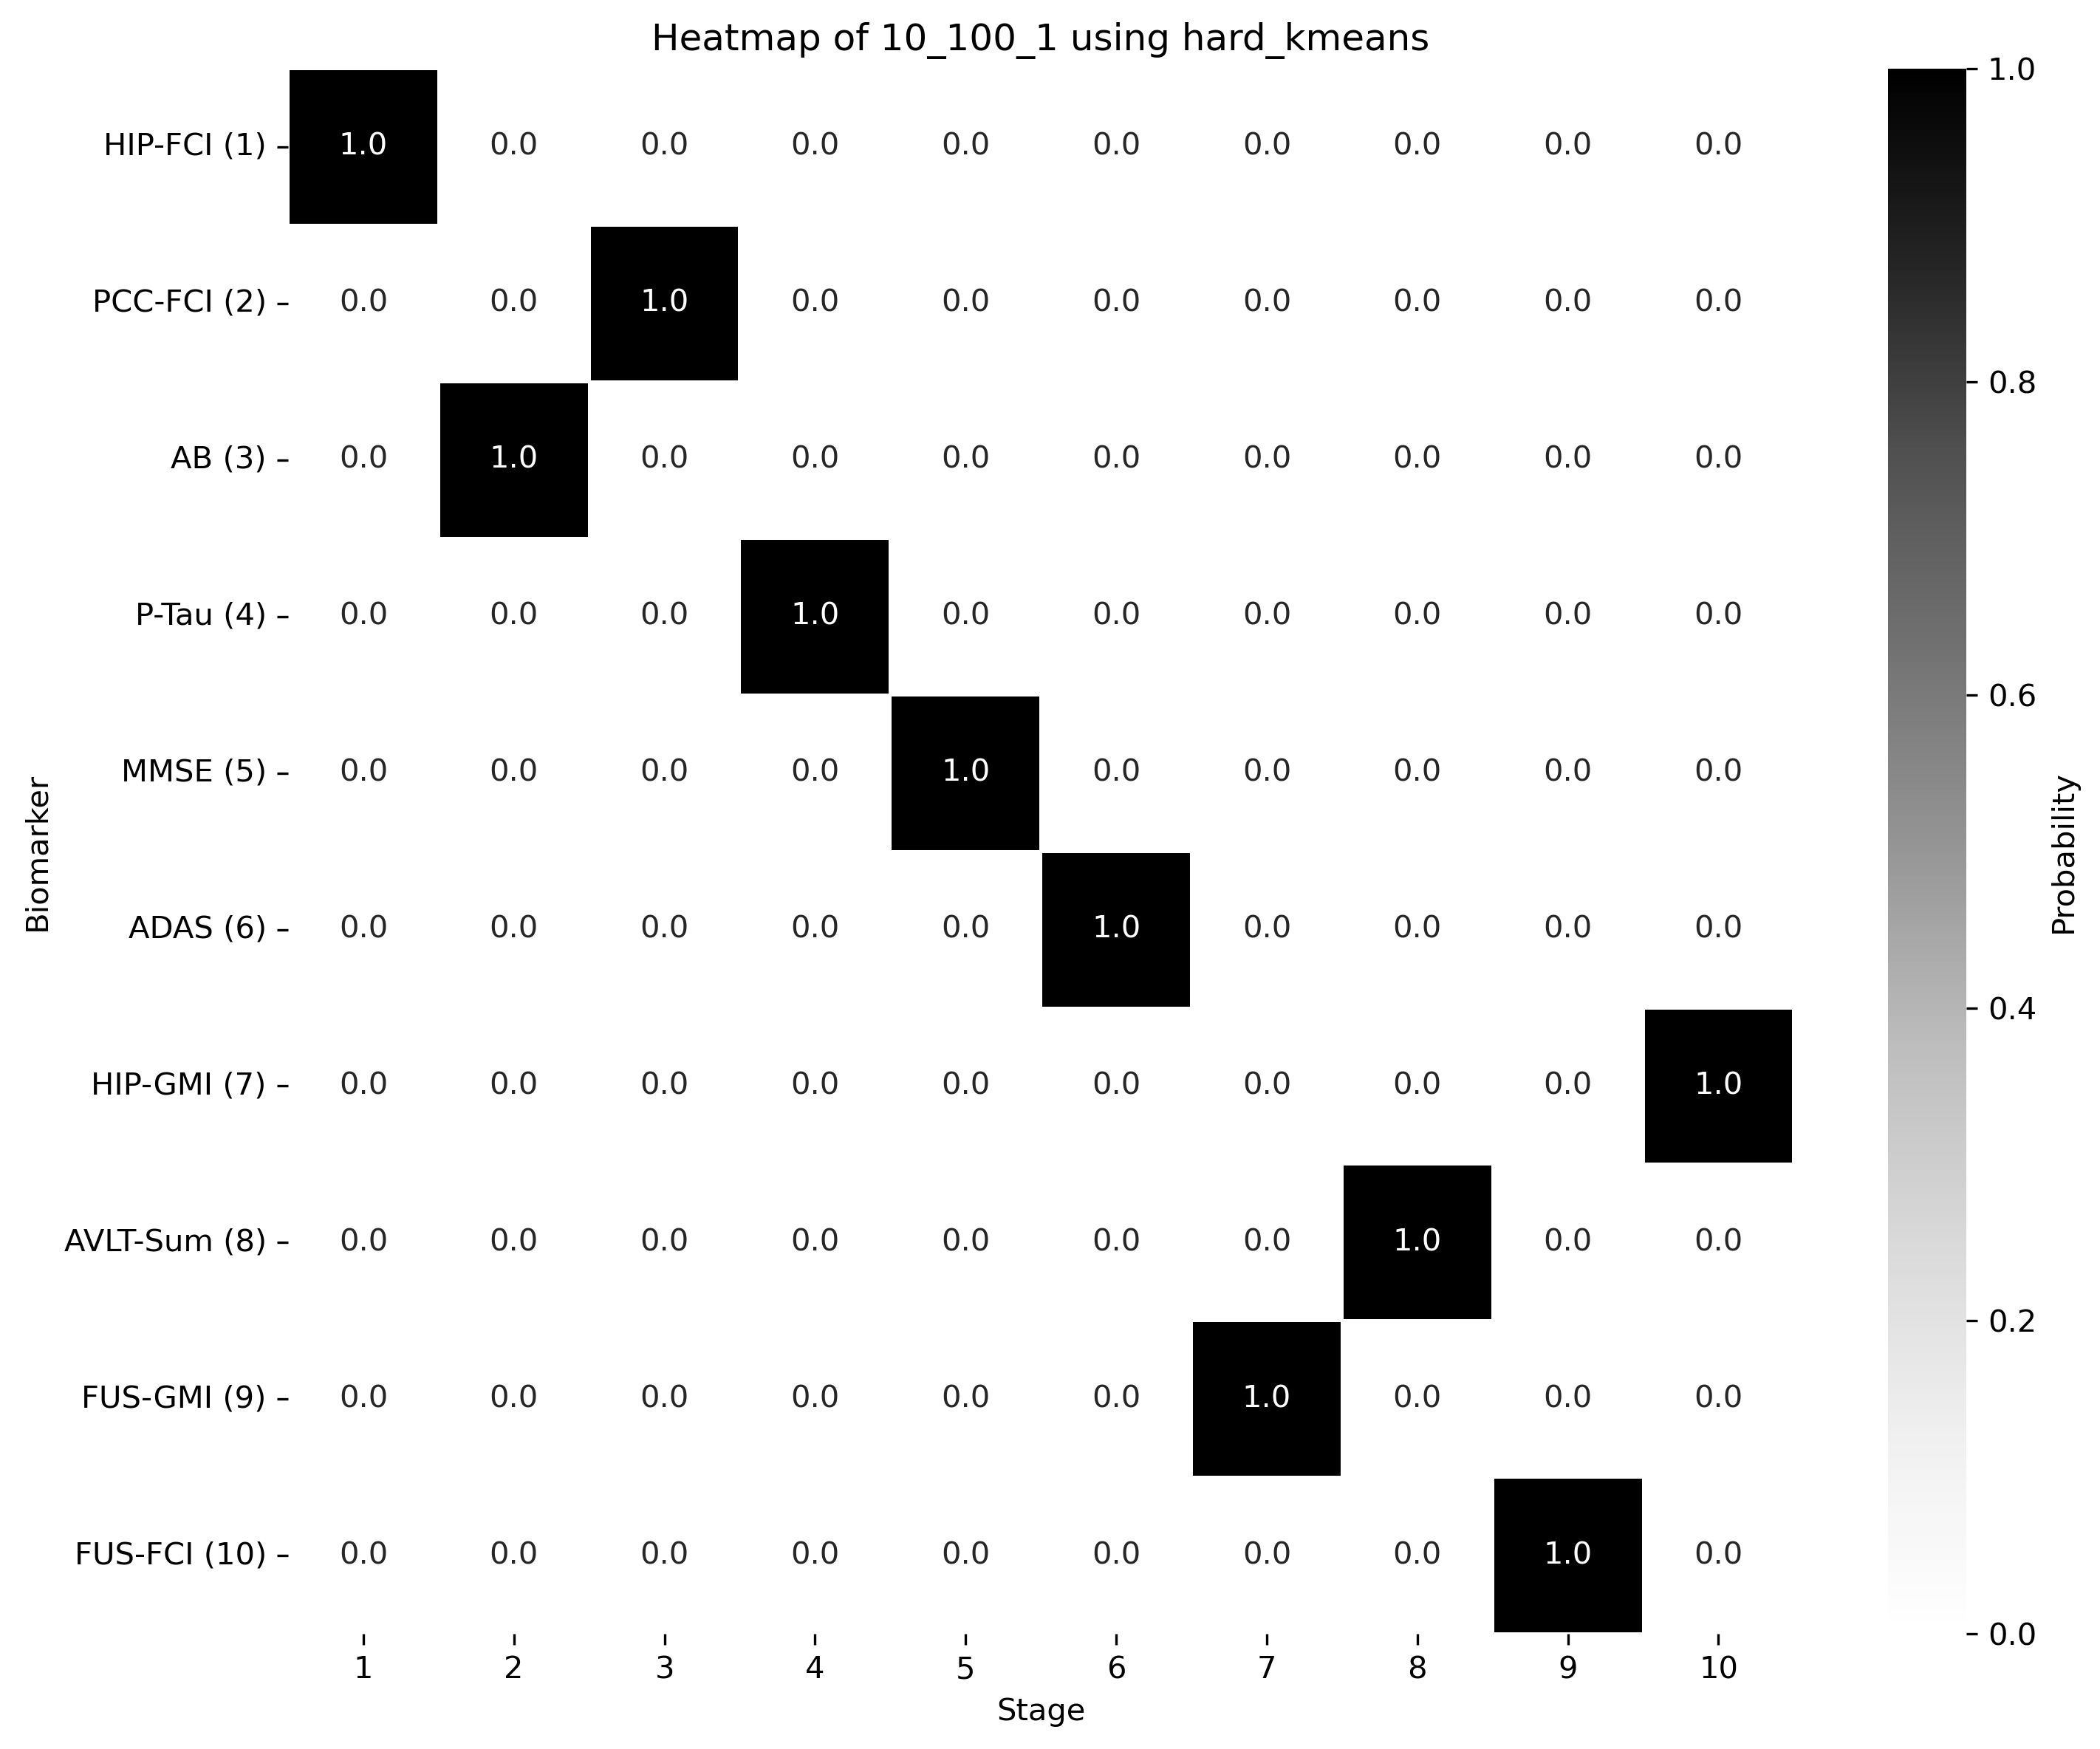 Heatmap of 10_100_1 using hard_kmeans
HIP-FCI (1) 1.0 0.0 0.0 0.0 0.0 0.0 0.0 0.0 0.0 0.0
PCC-FCI (2) 0.0 0.0 1.0 0.0 0.0 0.0 0.0 0.0 0.0 0.0
AB (3) 0.0 1.0 0.0 0.0 0.0 0.0 0.0 0.0 0.0 0.0
P-Tau (4) 0.0 0.0 0.0 1.0 0.0 0.0 0.0 0.0 0.0 0.0
MMSE (5) 0.0 0.0 0.0 0.0 1.0 0.0 0.0 0.0 0.0 0.0
ADAS (6) 0.0 0.0 0.0 0.0 0.0 1.0 0.0 0.0 0.0 0.0
HIP-GMI (7) 0.0 0.0 0.0 0.0 0.0 0.0 0.0 0.0 0.0 1.0
AVLT-Sum (8) 0.0 0.0 0.0 0.0 0.0 0.0 0.0 1.0 0.0 0.0
FUS-GMI (9) 0.0 0.0 0.0 0.0 0.0 0.0 1.0 0.0 0.0 0.0
FUS-FCI (10) 0.0 0.0 0.0 0.0 0.0 0.0 0.0 0.0 1.0 0.0
1 2 3 4 5 6 7 8 9 10
Stage
Biomarker
1.0
0.8
0.6
0.4
0.2
0.0
Probability